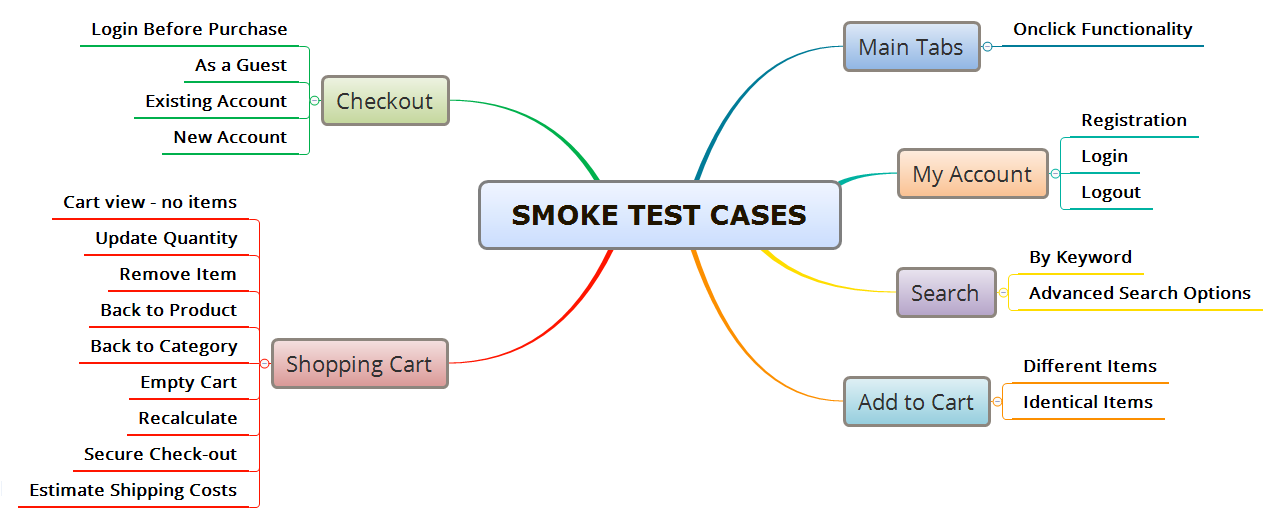 SMOKE TEST CASES
Main Tabs
Onclick Functionality
My Account
Registration
Login
Logout
Search
By Keyword
Advanced Search Options
Add to Cart
Different Items
Identical Items
Checkout
Login Before Purchase
As a Guest
Existing Account
New Account
Shopping Cart
Cart view - no items
Update Quantity
Remove Item
Back to Product
Back to Category
Empty Cart
Recalculate
Secure Check-out
Estimate Shipping Costs